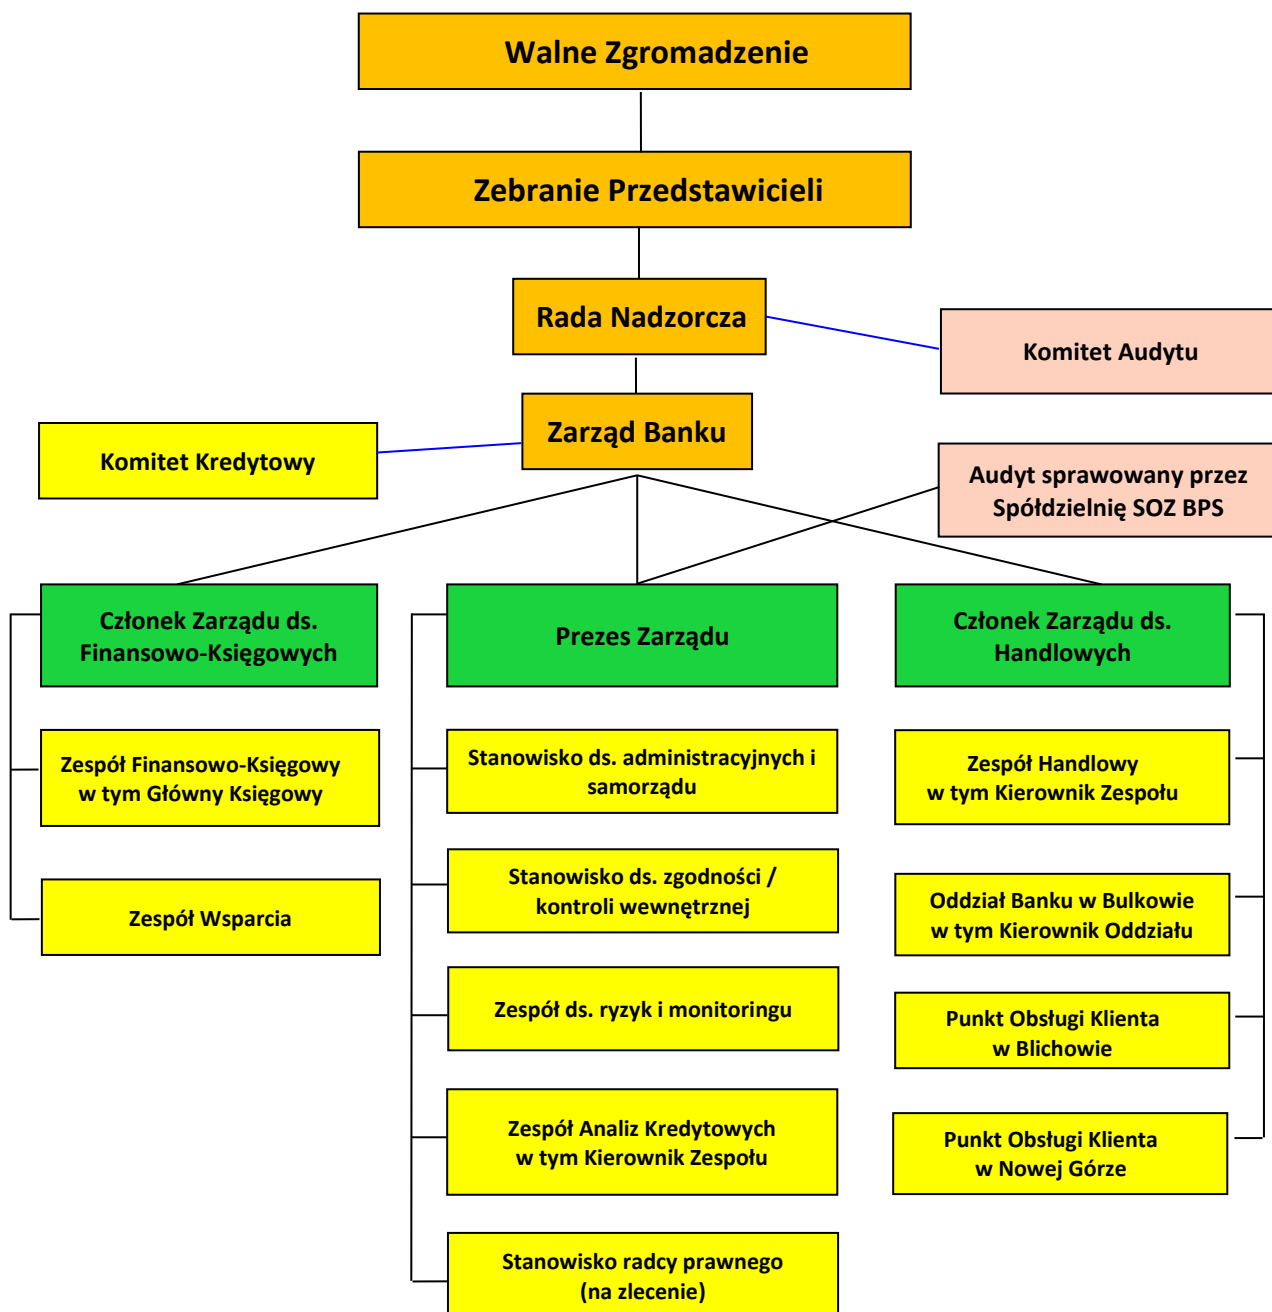 Walne Zgromadzenie
Zebranie Przedstawicieli
Rada Nadzorcza
Komitet Audytu
Zarząd Banku
Komitet Kredytowy
Audyt sprawowany przez
Spółdzielnię SOZ BPS
Członek Zarządu ds.
Finansowo-Księgowych
Prezes Zarządu
Członek Zarządu ds.
Handlowych
Zespół Finansowo-Księgowy
w tym Główny Księgowy
Zespół Wsparcia
Stanowisko ds. administracyjnych i
samorządu
Stanowisko ds. zgodności /
kontroli wewnętrznej
Zespół ds. ryzyk i monitoringu
Zespół Analiz Kredytowych
w tym Kierownik Zespołu
Stanowisko radcy prawnego
(na zlecenie)
Zespół Handlowy
w tym Kierownik Zespołu
Oddział Banku w Bulkowie
w tym Kierownik Oddziału
Punkt Obsługi Klienta
w Blichowie
Punkt Obsługi Klienta
w Nowej Górze